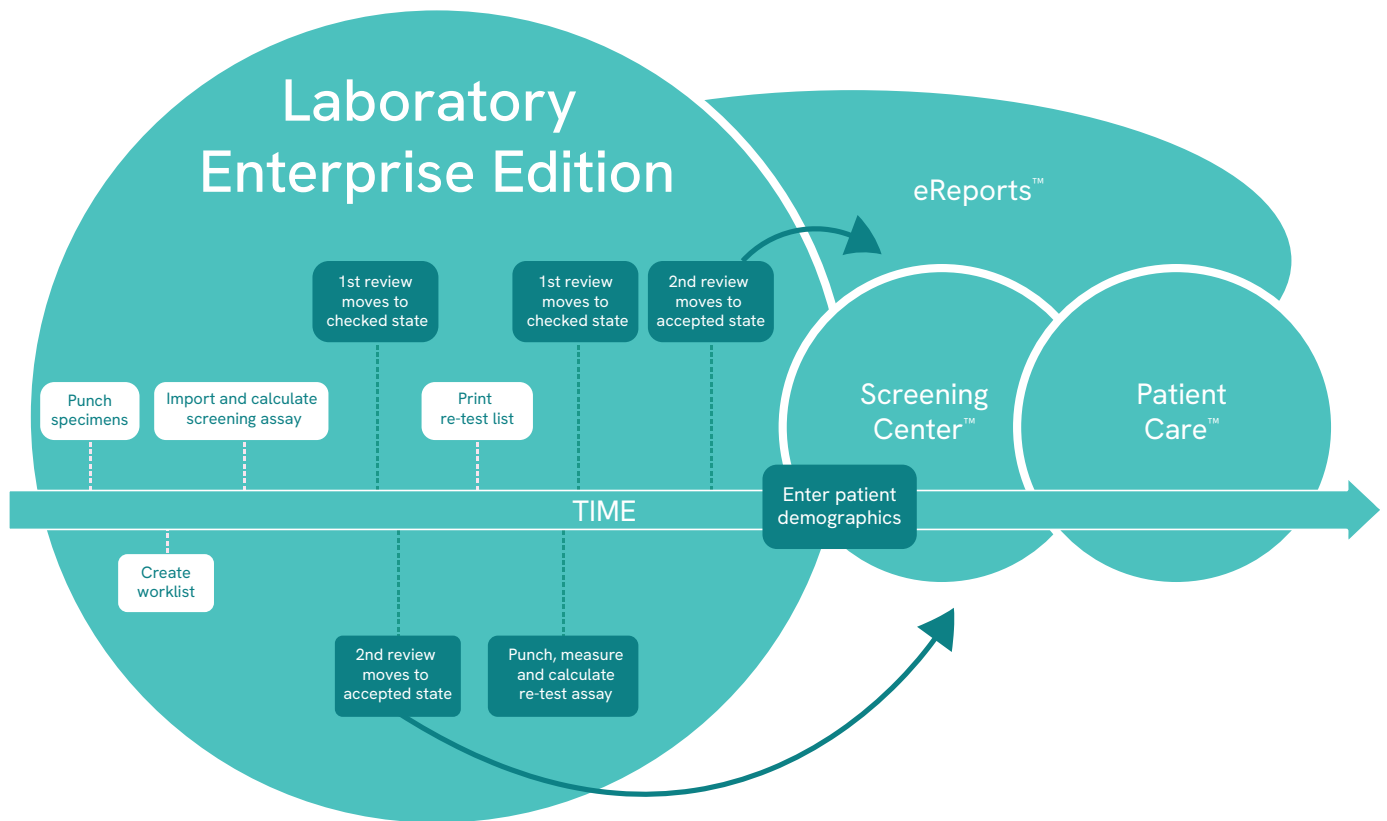 Laboratory
Enterprise Edition
eReports™
1st review
moves to
checked state
1st review
moves to
checked state
2nd review
moves to
accepted state
Punch
specimens
Import and calculate
screening assay
Print
re-test list
Screening
Center™
Patient
Care™
TIME
Enter patient
demographics
Create
worklist
2nd review
moves to
accepted state
Punch, measure
and calculate
re-test assay